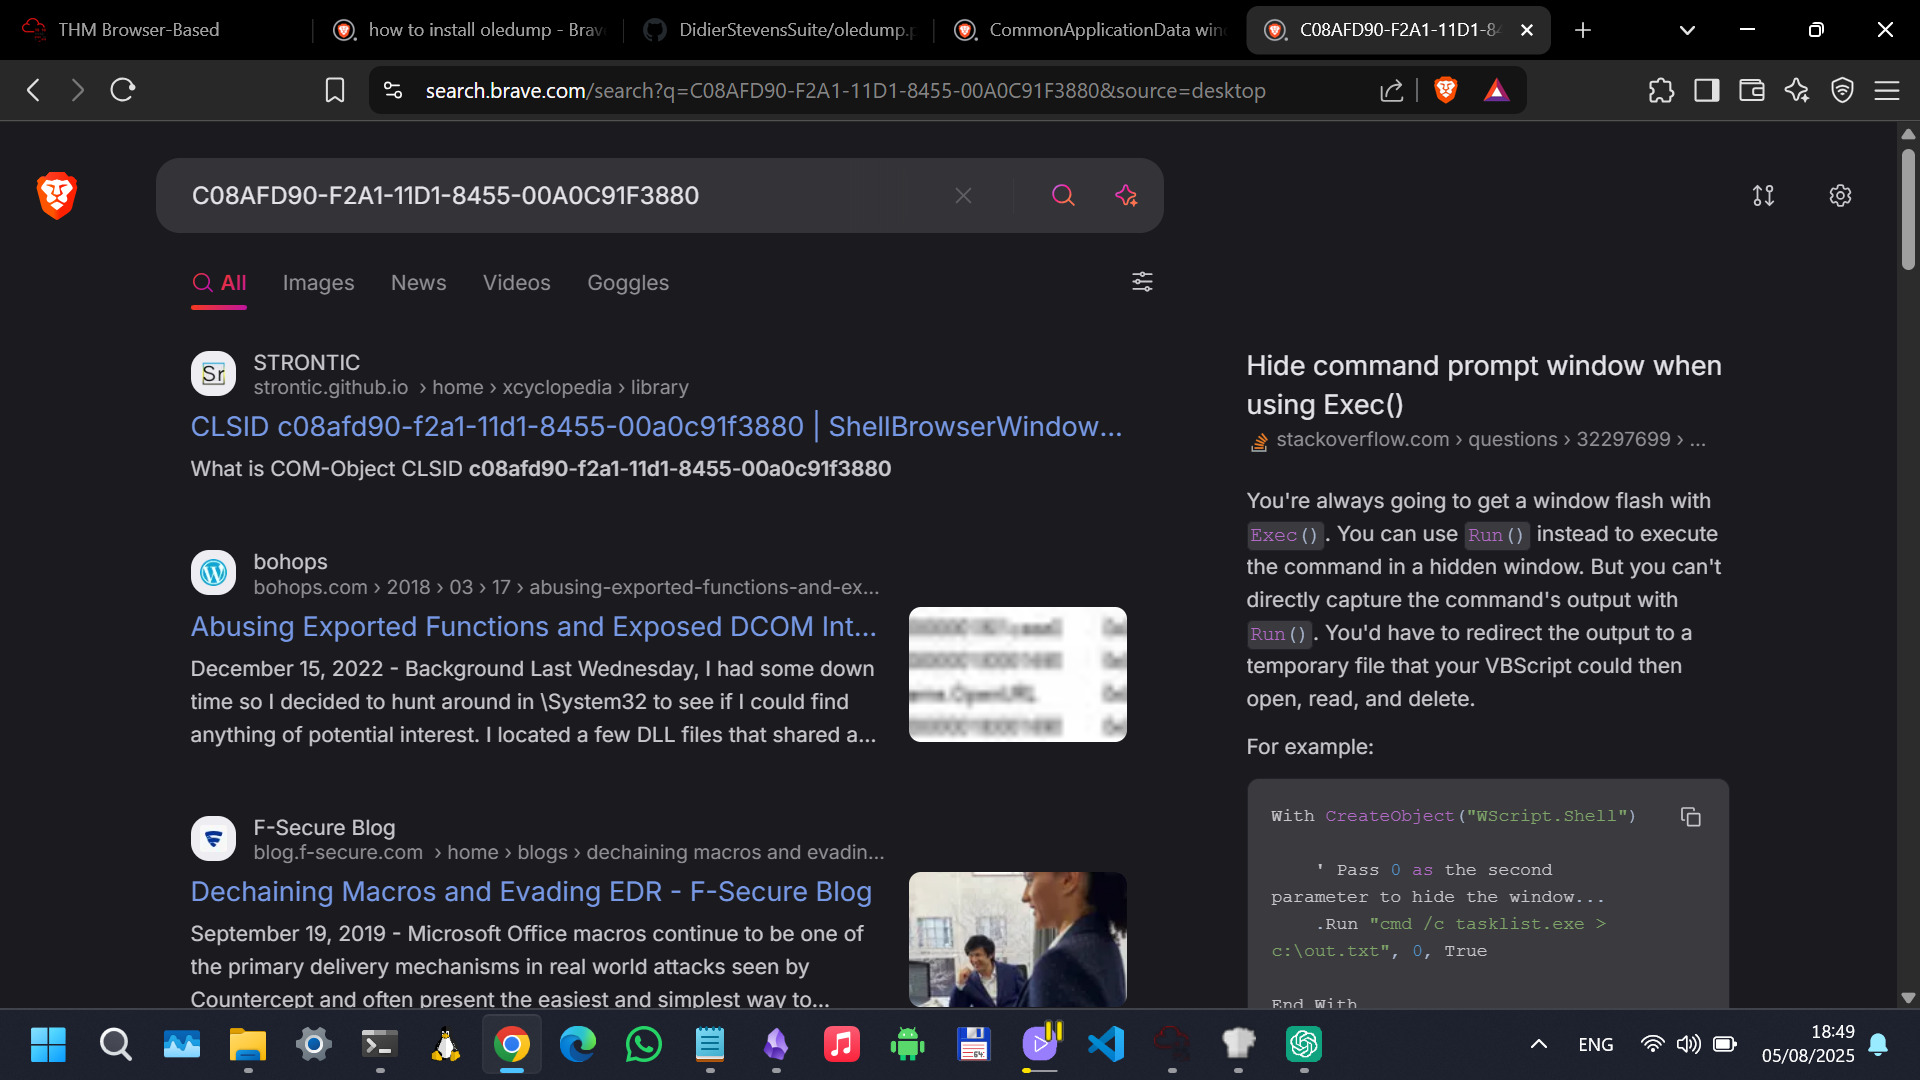 THM Browser-Based
how to install oledump - Brav
DidierStevensSuite/oledump.p
CommonApplicationData win
C08AFD90-F2A1-11D1-84
search.brave.com/search?q=C08AFD90-F2A1-11D1-8455-00A0C91F3880&source=desktop
C08AFD90-F2A1-11D1-8455-00A0C91F3880
All
Images
News
Videos
Goggles
Sr
STRONTIC
strontic.github.io › home › xcyclopedia › library
CLSID c08afd90-f2a1-11d1-8455-00a0c91f3880 | ShellBrowserWindow...
What is COM-Object CLSID c08afd90-f2a1-11d1-8455-00a0c91f3880
bohops
bohops.com › 2018 › 03 › 17 › abusing-exported-functions-and-ex...
Abusing Exported Functions and Exposed DCOM Int...
December 15, 2022 - Background Last Wednesday, I had some down
time so I decided to hunt around in \System32 to see if I could find
anything of potential interest. I located a few DLL files that shared a...
F-Secure Blog
blog.f-secure.com › home › blogs › dechaining macros and evadin...
Dechaining Macros and Evading EDR - F-Secure Blog
September 19, 2019 - Microsoft Office macros continue to be one of
the primary delivery mechanisms in real world attacks seen by
Countercept and often present the easiest and simplest way to...
Hide command prompt window when
using Exec()
stackoverflow.com › questions › 32297699 › ...
You're always going to get a window flash with
Exec(). You can use Run() instead to execute
the command in a hidden window. But you can't
directly capture the command's output with
Run(). You'd have to redirect the output to a
temporary file that your VBScript could then
open, read, and delete.
For example:
With CreateObject("WScript.Shell")
' Pass 0 as the second
parameter to hide the window...
.Run "cmd /c tasklist.exe >
c:\out.txt", 0, True
End With
ENG
18:49
05/08/2025